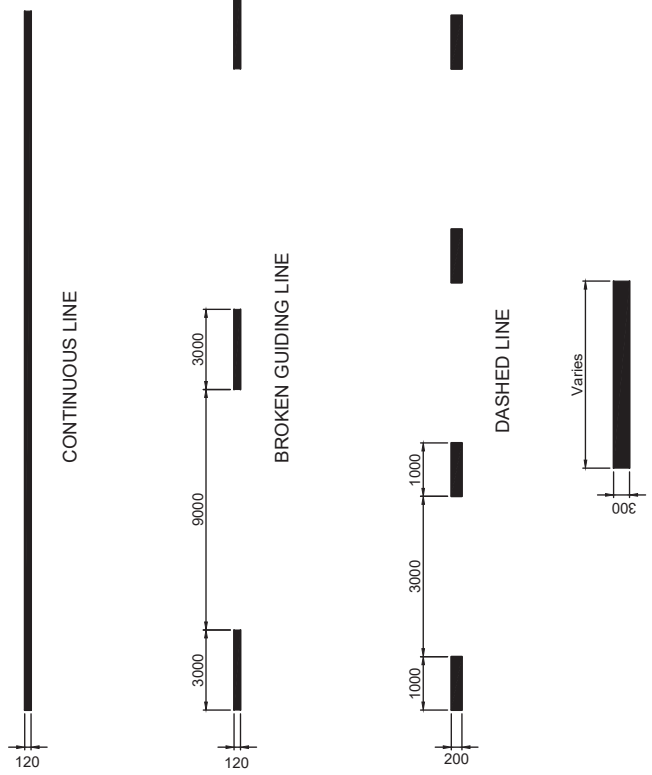 CONTINUOUS LINE
120
3000
9000
3000
BROKEN GUIDING LINE
120
1000
3000
1000
DASHED LINE
200
Varies
300